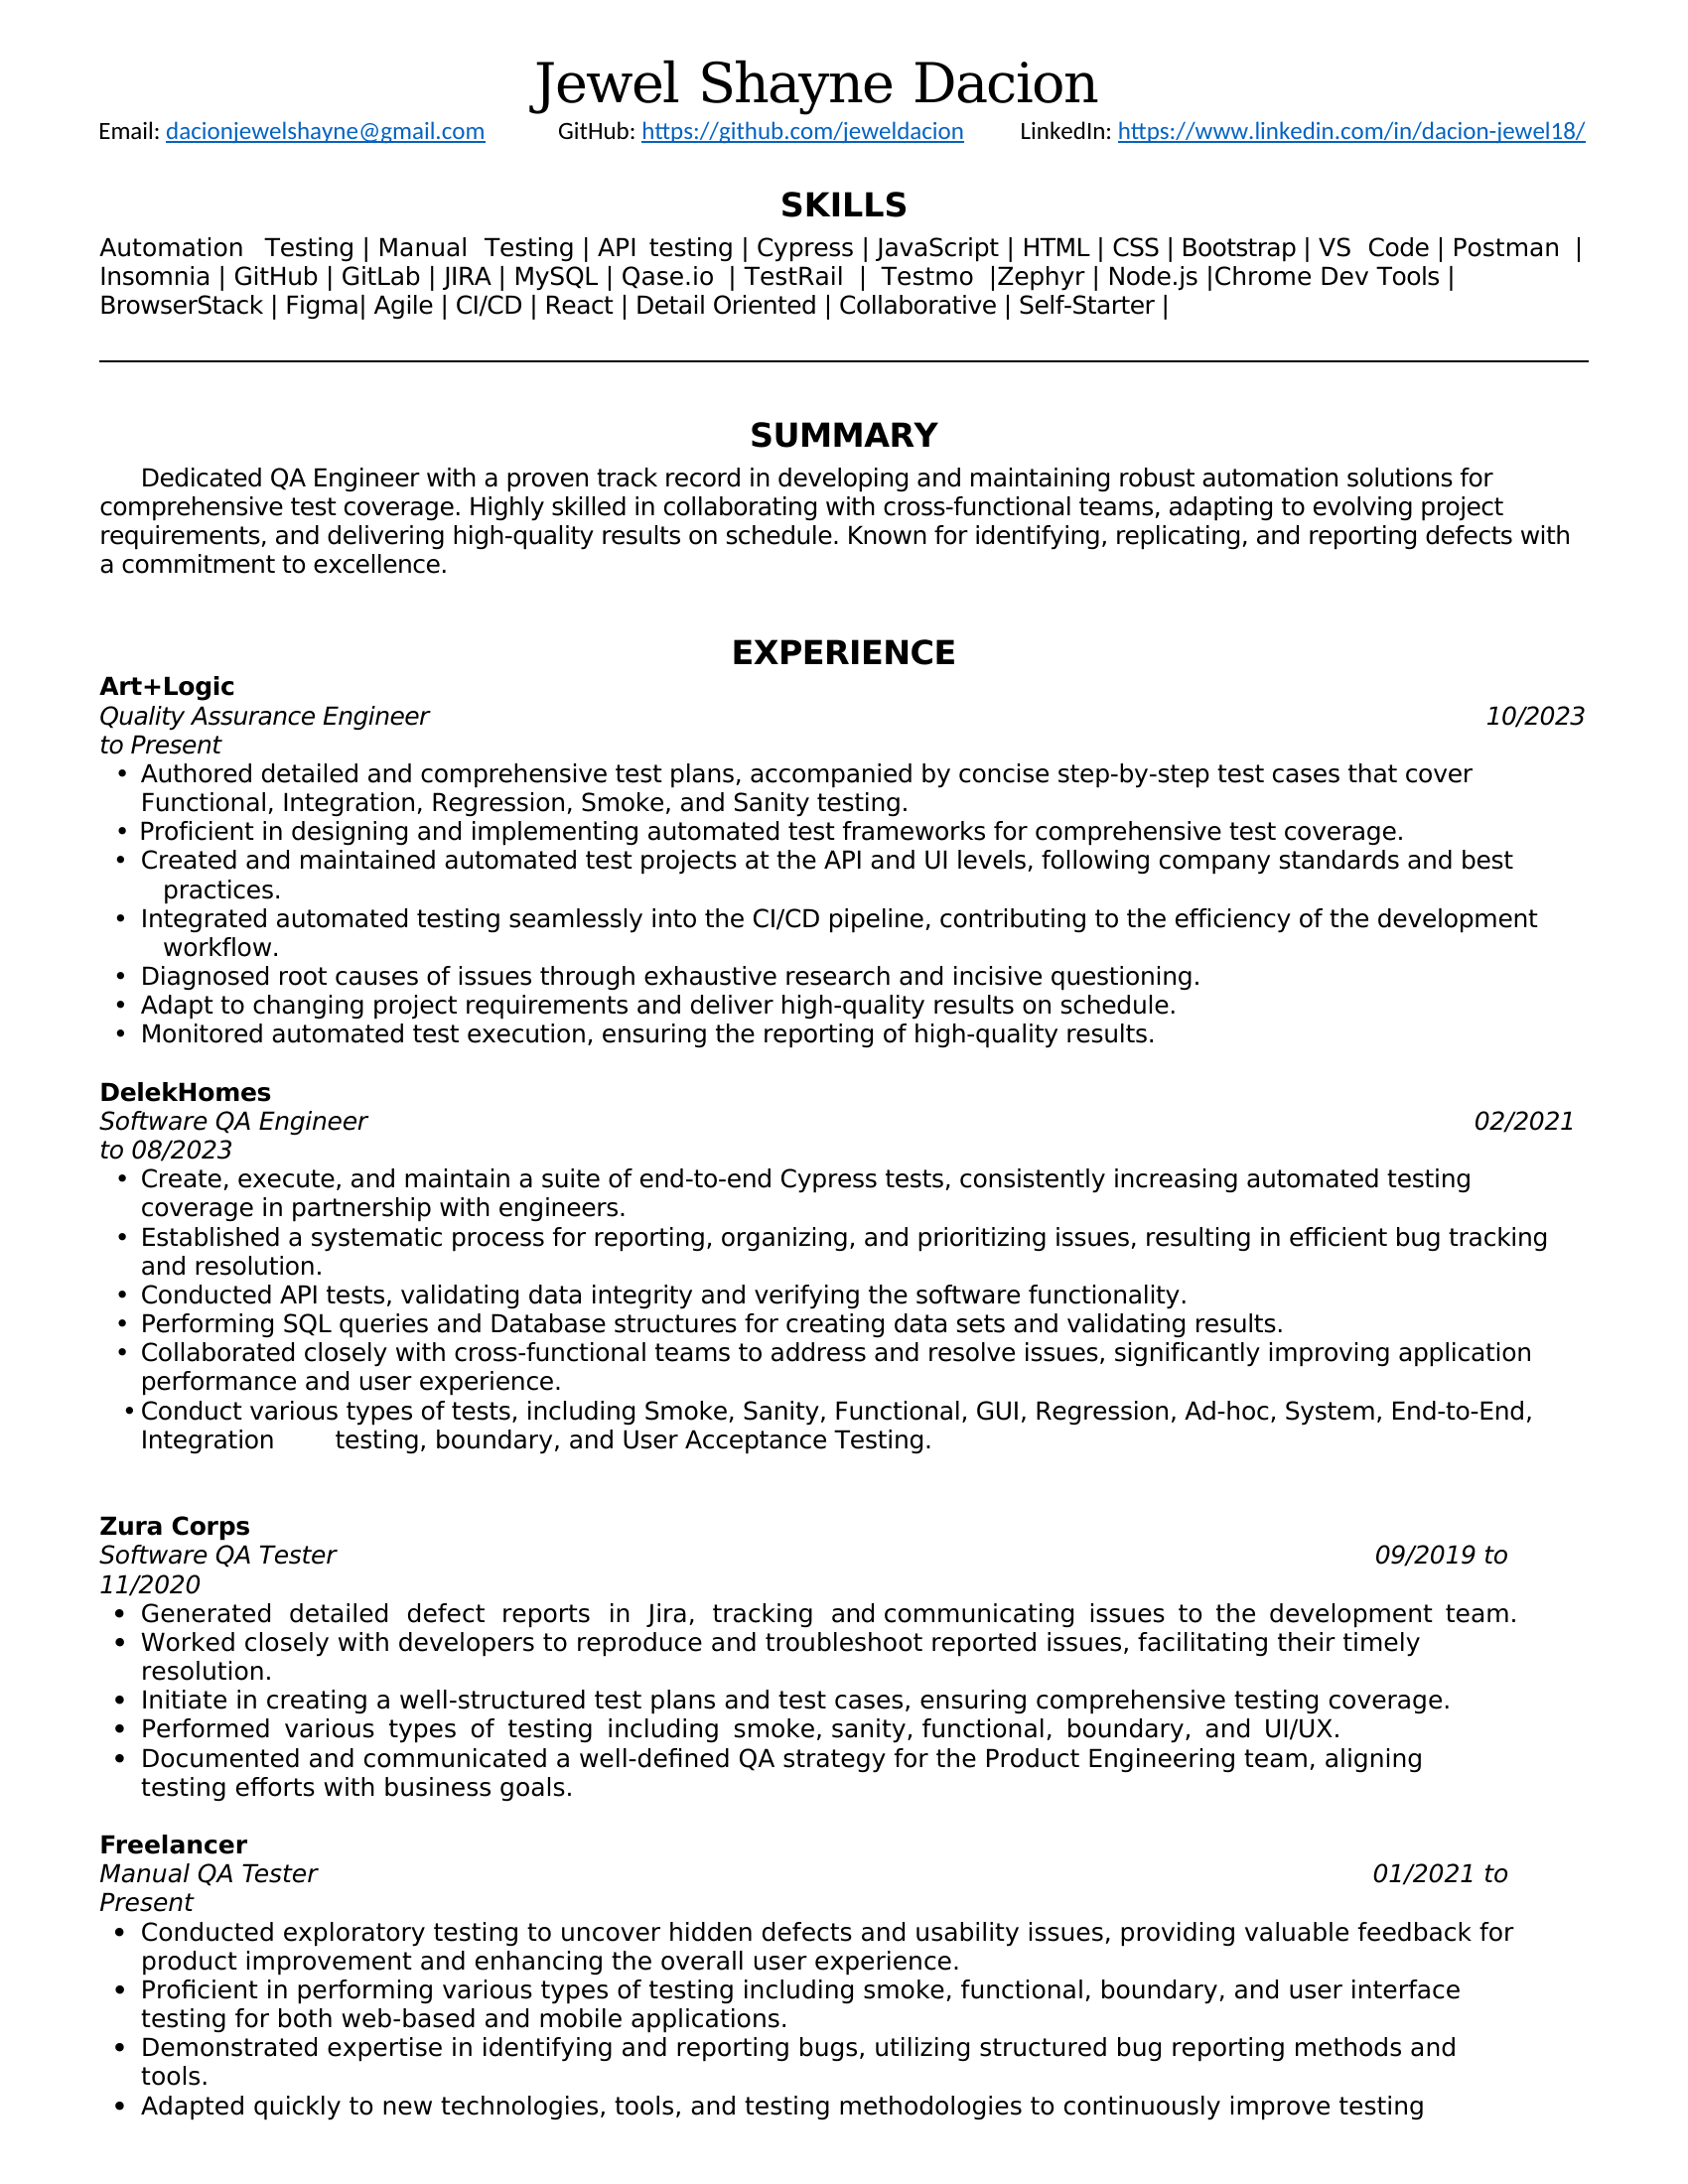 Jewel Shayne Dacion
Email: dacionjewelshayne@gmail.com GitHub: https://github.com/jeweldacion LinkedIn: https://www.linkedin.com/in/dacion-jewel18/
SKILLS
Automation Testing | Manual Testing | API testing | Cypress | JavaScript | HTML | CSS | Bootstrap | VS Code | Postman |
Insomnia | GitHub | GitLab | JIRA | MySQL | Qase.io | TestRail | Testmo |Zephyr | Node.js |Chrome Dev Tools |
BrowserStack | Figma| Agile | CI/CD | React | Detail Oriented | Collaborative | Self-Starter |
SUMMARY
Dedicated QA Engineer with a proven track record in developing and maintaining robust automation solutions for
comprehensive test coverage. Highly skilled in collaborating with cross-functional teams, adapting to evolving project
requirements, and delivering high-quality results on schedule. Known for identifying, replicating, and reporting defects with
a commitment to excellence.
EXPERIENCE
Art+Logic
Quality Assurance Engineer 10/2023
to Present
• Authored detailed and comprehensive test plans, accompanied by concise step-by-step test cases that cover
Functional, Integration, Regression, Smoke, and Sanity testing.
• Proficient in designing and implementing automated test frameworks for comprehensive test coverage.
• Created and maintained automated test projects at the API and UI levels, following company standards and best
practices.
• Integrated automated testing seamlessly into the CI/CD pipeline, contributing to the efficiency of the development
workflow.
• Diagnosed root causes of issues through exhaustive research and incisive questioning.
• Adapt to changing project requirements and deliver high-quality results on schedule.
• Monitored automated test execution, ensuring the reporting of high-quality results.
DelekHomes
Software QA Engineer 02/2021
to 08/2023
• Create, execute, and maintain a suite of end-to-end Cypress tests, consistently increasing automated testing
coverage in partnership with engineers.
• Established a systematic process for reporting, organizing, and prioritizing issues, resulting in efficient bug tracking
and resolution.
• Conducted API tests, validating data integrity and verifying the software functionality.
• Performing SQL queries and Database structures for creating data sets and validating results.
• Collaborated closely with cross-functional teams to address and resolve issues, significantly improving application
performance and user experience.
• Conduct various types of tests, including Smoke, Sanity, Functional, GUI, Regression, Ad-hoc, System, End-to-End,
Integration testing, boundary, and User Acceptance Testing.
Zura Corps
Software QA Tester 09/2019 to
11/2020
• Generated detailed defect reports in Jira, tracking and communicating issues to the development team.
• Worked closely with developers to reproduce and troubleshoot reported issues, facilitating their timely
resolution.
• Initiate in creating a well-structured test plans and test cases, ensuring comprehensive testing coverage.
• Performed various types of testing including smoke, sanity, functional, boundary, and UI/UX.
• Documented and communicated a well-defined QA strategy for the Product Engineering team, aligning
testing efforts with business goals.
Freelancer
Manual QA Tester 01/2021 to
Present
• Conducted exploratory testing to uncover hidden defects and usability issues, providing valuable feedback for
product improvement and enhancing the overall user experience.
• Proficient in performing various types of testing including smoke, functional, boundary, and user interface
testing for both web-based and mobile applications.
• Demonstrated expertise in identifying and reporting bugs, utilizing structured bug reporting methods and
tools.
• Adapted quickly to new technologies, tools, and testing methodologies to continuously improve testing